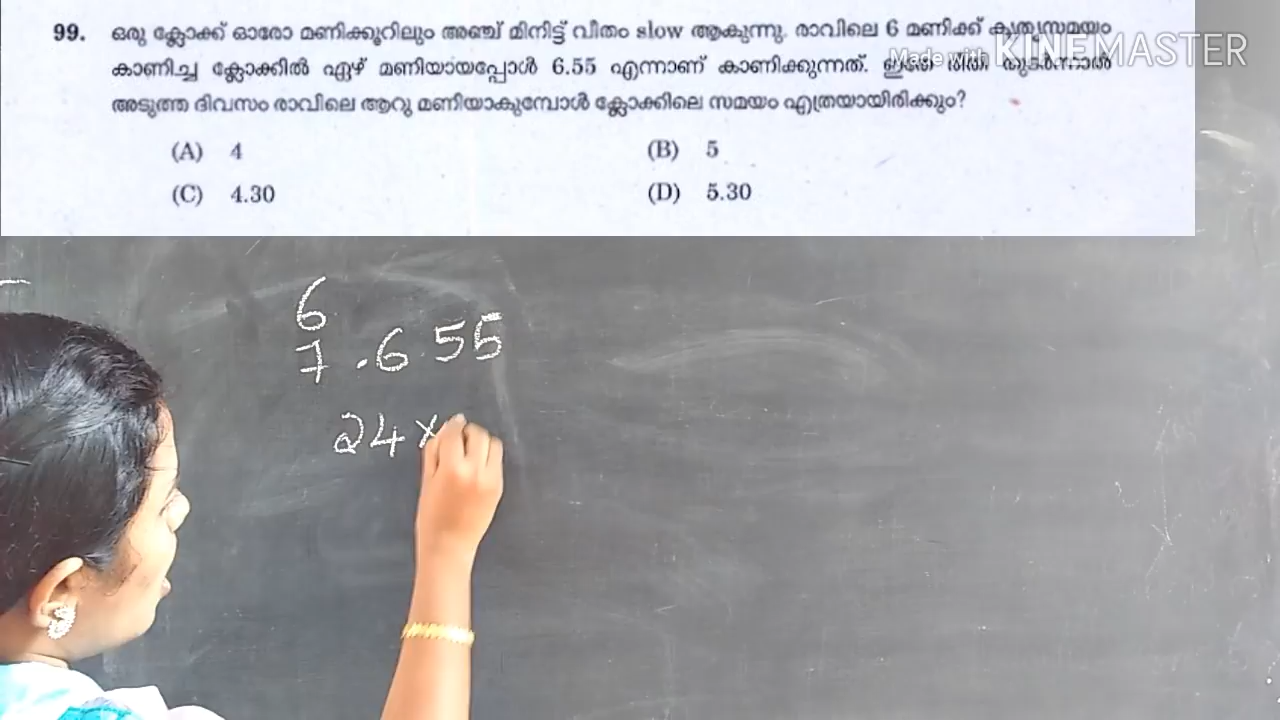 99. ഒരു ക്ലോക്ക് ഓരോ മണിക്കൂറിലും അഞ്ച് മിനിട്ട് വീതം slow ആകുന്നു. രാവിലെ 6 മണിക്ക് കൃത്യസമയം
Made with KINEMASTER
കാണിച്ച ക്ലോക്കിൽ ഏഴ് മണിയായപ്പോൾ 6.55 എന്നാണ് കാണിക്കുന്നത്.
അടുത്ത ദിവസം രാവിലെ ആറു മണിയാകുമ്പോൾ ക്ലോക്കിലെ സമയം എത്രയായിരിക്കും?
(A) 4 (B) 5
(C) 4.30 (D) 5.30
6
7 . 6 55
24 ×